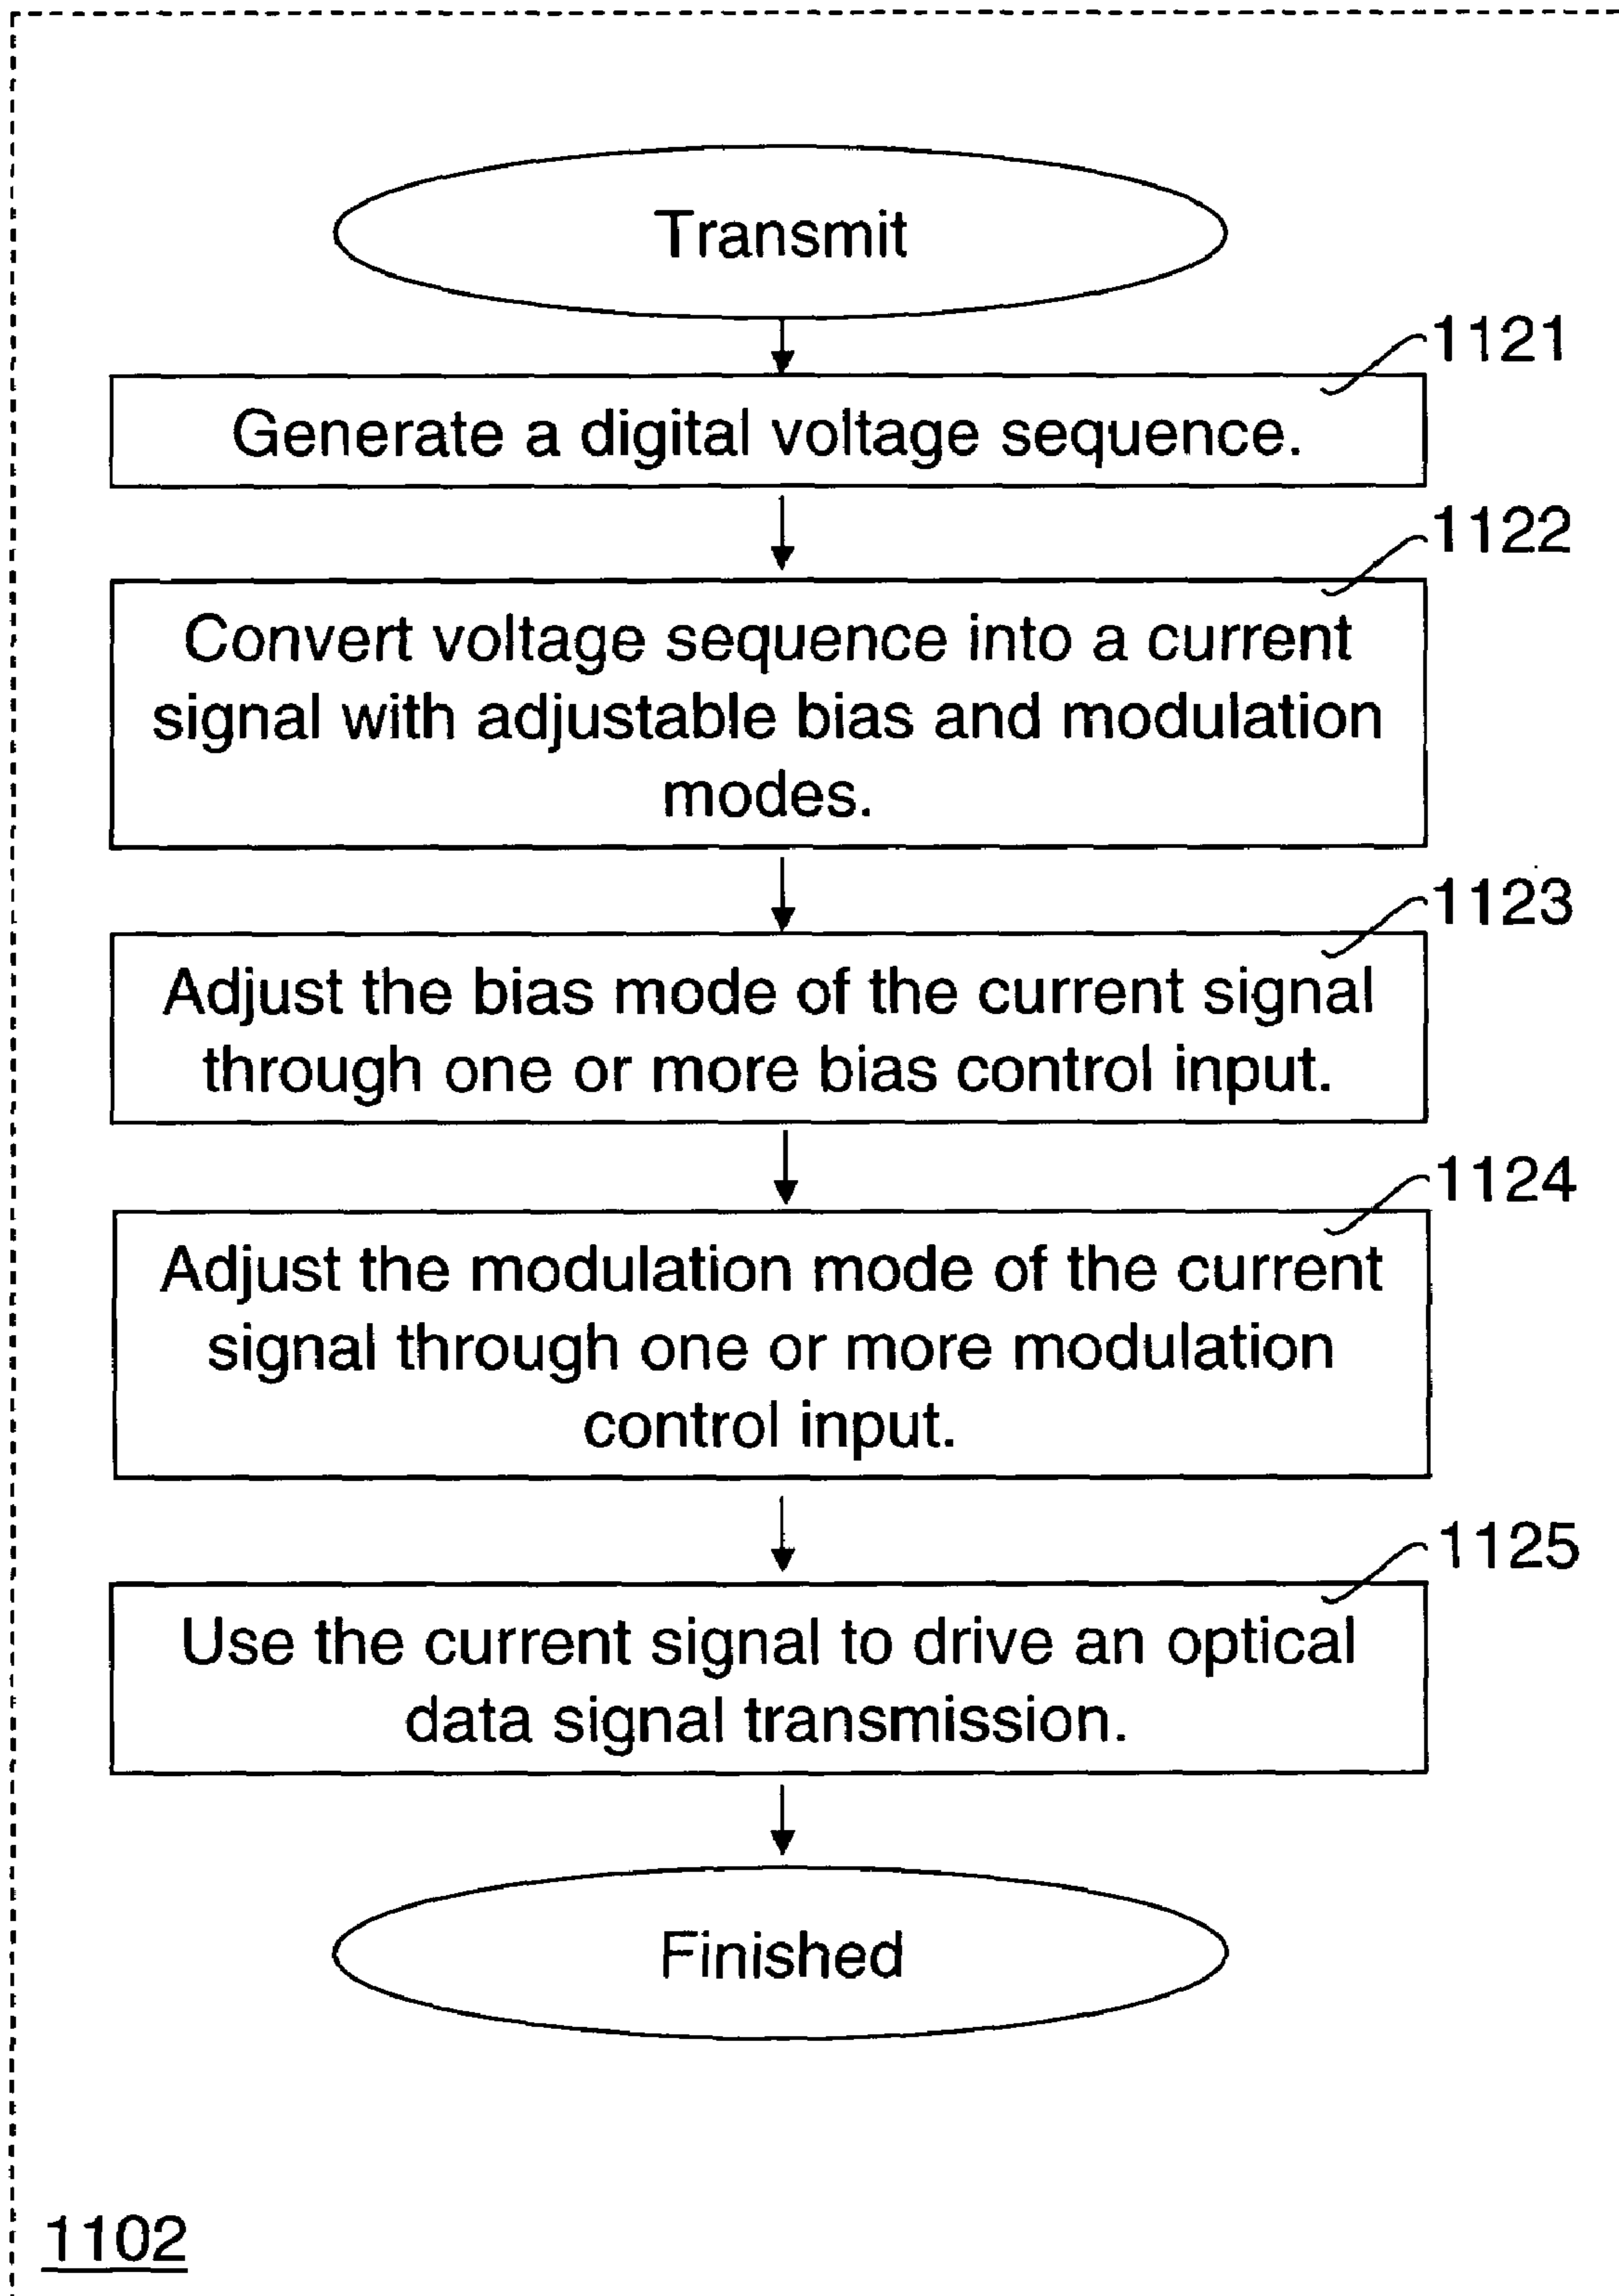 Transmit
1121
Generate a digital voltage sequence.
1122
Convert voltage sequence into a current
signal with adjustable bias and modulation
modes.
1123
Adjust the bias mode of the current signal
through one or more bias control input.
1124
Adjust the modulation mode of the current
signal through one or more modulation
control input.
1125
Use the current signal to drive an optical
data signal transmission.
Finished
1102